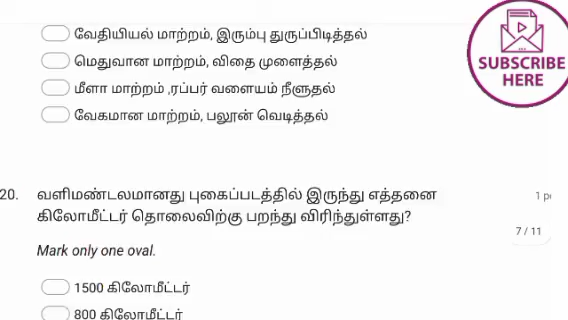 வேதியியல் மாற்றம், இரும்பு துருப்பிடித்தல்
மெதுவான மாற்றம், விதை முளைத்தல்
மீளா மாற்றம் ,ரப்பர் வளையம் நீளுதல்
வேகமான மாற்றம், பலூன் வெடித்தல்
SUBSCRIBE
HERE
20. வளிமண்டலமானது புகைப்படத்தில் இருந்து எத்தனை
கிலோமீட்டர் தொலைவிற்கு பறந்து விரிந்துள்ளது?
Mark only one oval.
7 / 11
1500 கிலோமீட்டர்
800 கிலோமீட்டர்